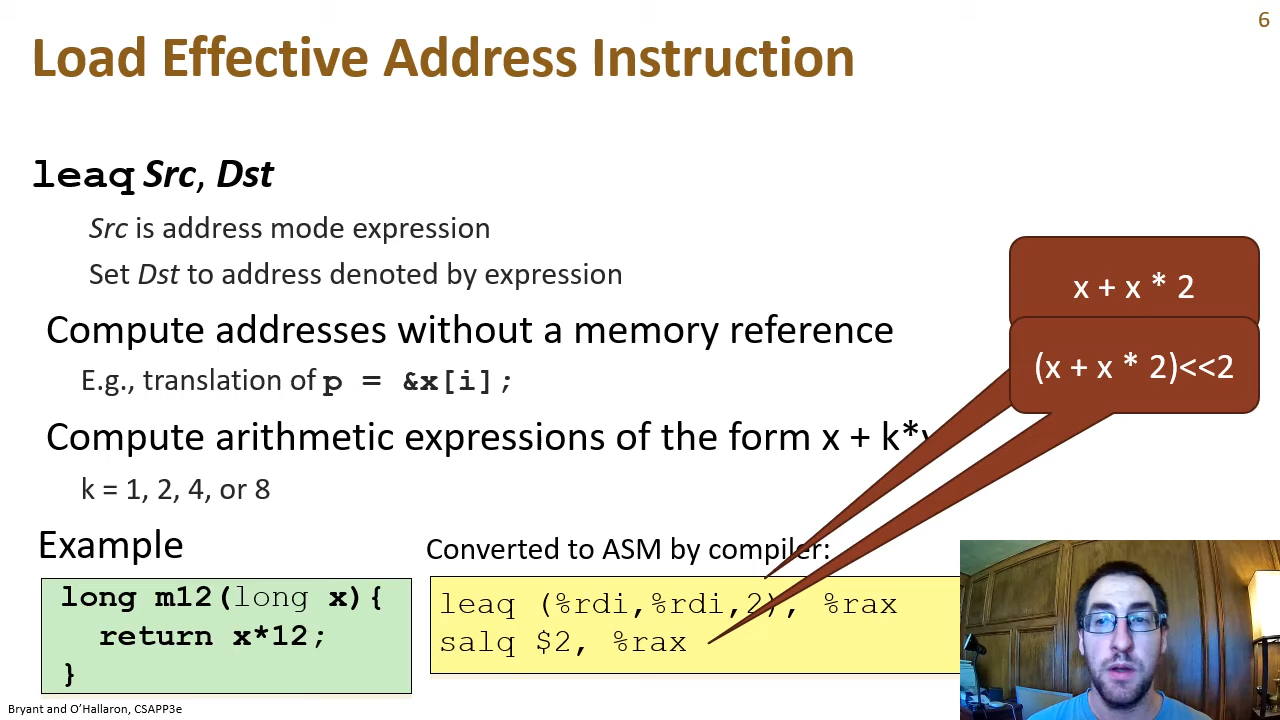 6
Load Effective Address Instruction
leaq Src, Dst
Src is address mode expression
Set Dst to address denoted by expression
x + x * 2
Compute addresses without a memory reference
(x + x * 2)<<2
E.g., translation of p = &x[i];
Compute arithmetic expressions of the form x + k*
k = 1, 2, 4, or 8
Example
Converted to ASM by compiler:
long m12(long x){
return x*12;
}
leaq (%rdi,%rdi,2), %rax
salq $2, %rax
Bryant and O'Hallaron, CSAPP3e